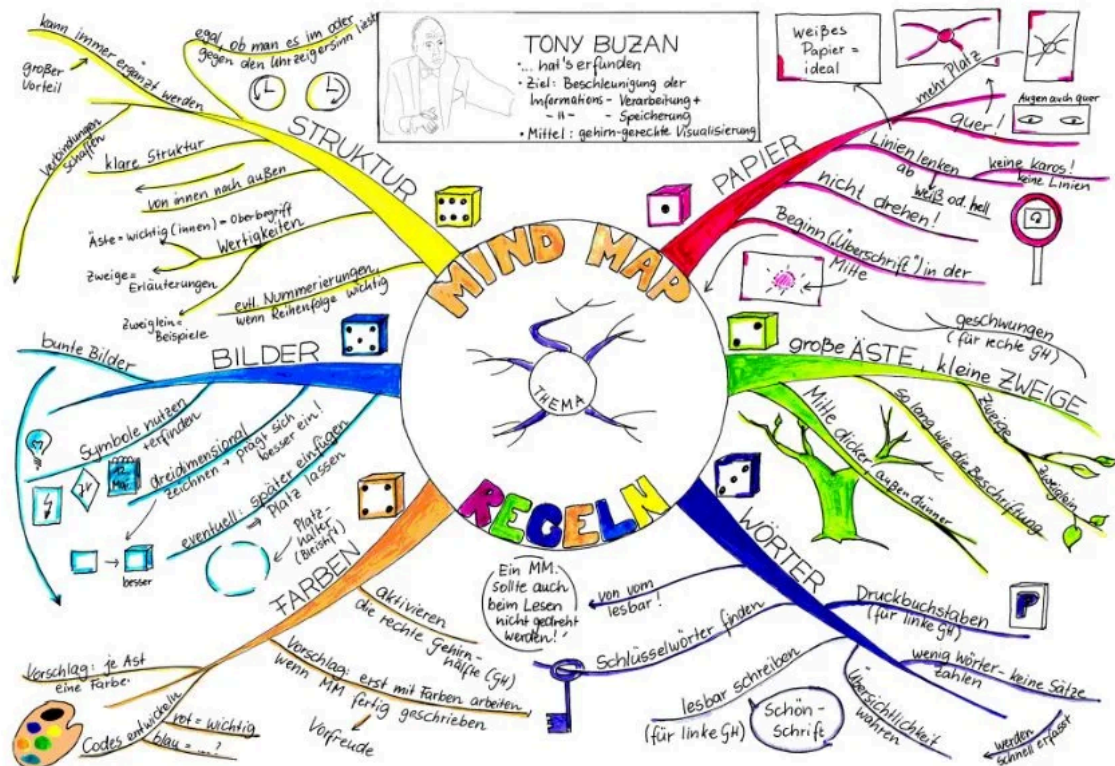 TONY BUZAN
... hat's erfunden
• Ziel: Beschleunigung der
Informations - Verarbeitung +
- " - - Speicherung
• Mittel: gehirn-gerechte Visualisierung
MIND MAP
REGELN
THEMA
PAPIER
weißes
Papier =
ideal
mehr Platz
quer!
Augen auch quer
Linien lenken
ab
keine Karos!
keine Linien
weiß od. hell
nicht drehen!
Beginn ("Überschrift") in der
Mitte
große ÄSTE, kleine ZWEIGE
geschwungen
(für rechte GH)
Mitte dicker, außen dünner
so lang wie die Beschriftung
Zweige
Zweiglein
WÖRTER
von vorn
lesbar!
Ein MM.
sollte auch
beim Lesen
nicht gedreht
werden!
Schlüsselwörter finden
Druckbuchstaben
(für linke GH)
P
wenig Wörter - keine Sätze
Zahlen
werden
schnell erfasst
Übersichtlichkeit
wahren
lesbar schreiben
(für linke GH)
Schön-
Schrift
FARBEN
aktivieren
die rechte Gehirn-
hälfte (GH)
Vorschlag: erst mit Farben arbeiten,
wenn MM fertig geschrieben
Vorfreude
Vorschlag: je Ast
eine Farbe
Codes entwickeln
rot = wichtig
blau = ....?
BILDER
bunte Bilder
Symbole nutzen
+ erfinden
dreidimensional
zeichnen → prägt sich
besser ein!
besser
eventuell: später einfügen
⇒ Platz lassen
Platz-
halter
(Bleistift)
STRUKTUR
kann immer ergänzt werden
großer
Vorteil
egal, ob man es im oder
gegen den Uhrzeigersinn liest
Verbindungen
schaffen
klare Struktur
von innen nach außen
Wertigkeiten
Äste = wichtig (innen) = Oberbegriff
Zweige =
Erläuterungen
Zweiglein =
Beispiele
evtl. Nummerierungen,
wenn Reihenfolge wichtig